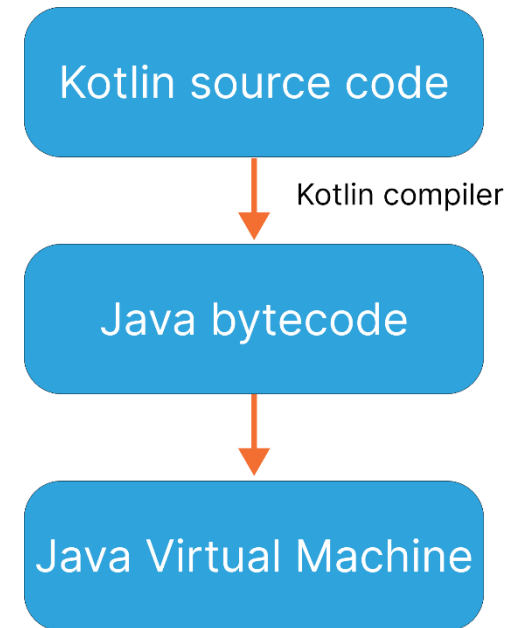 Kotlin source code
Kotlin compiler
Java bytecode
Java Virtual Machine